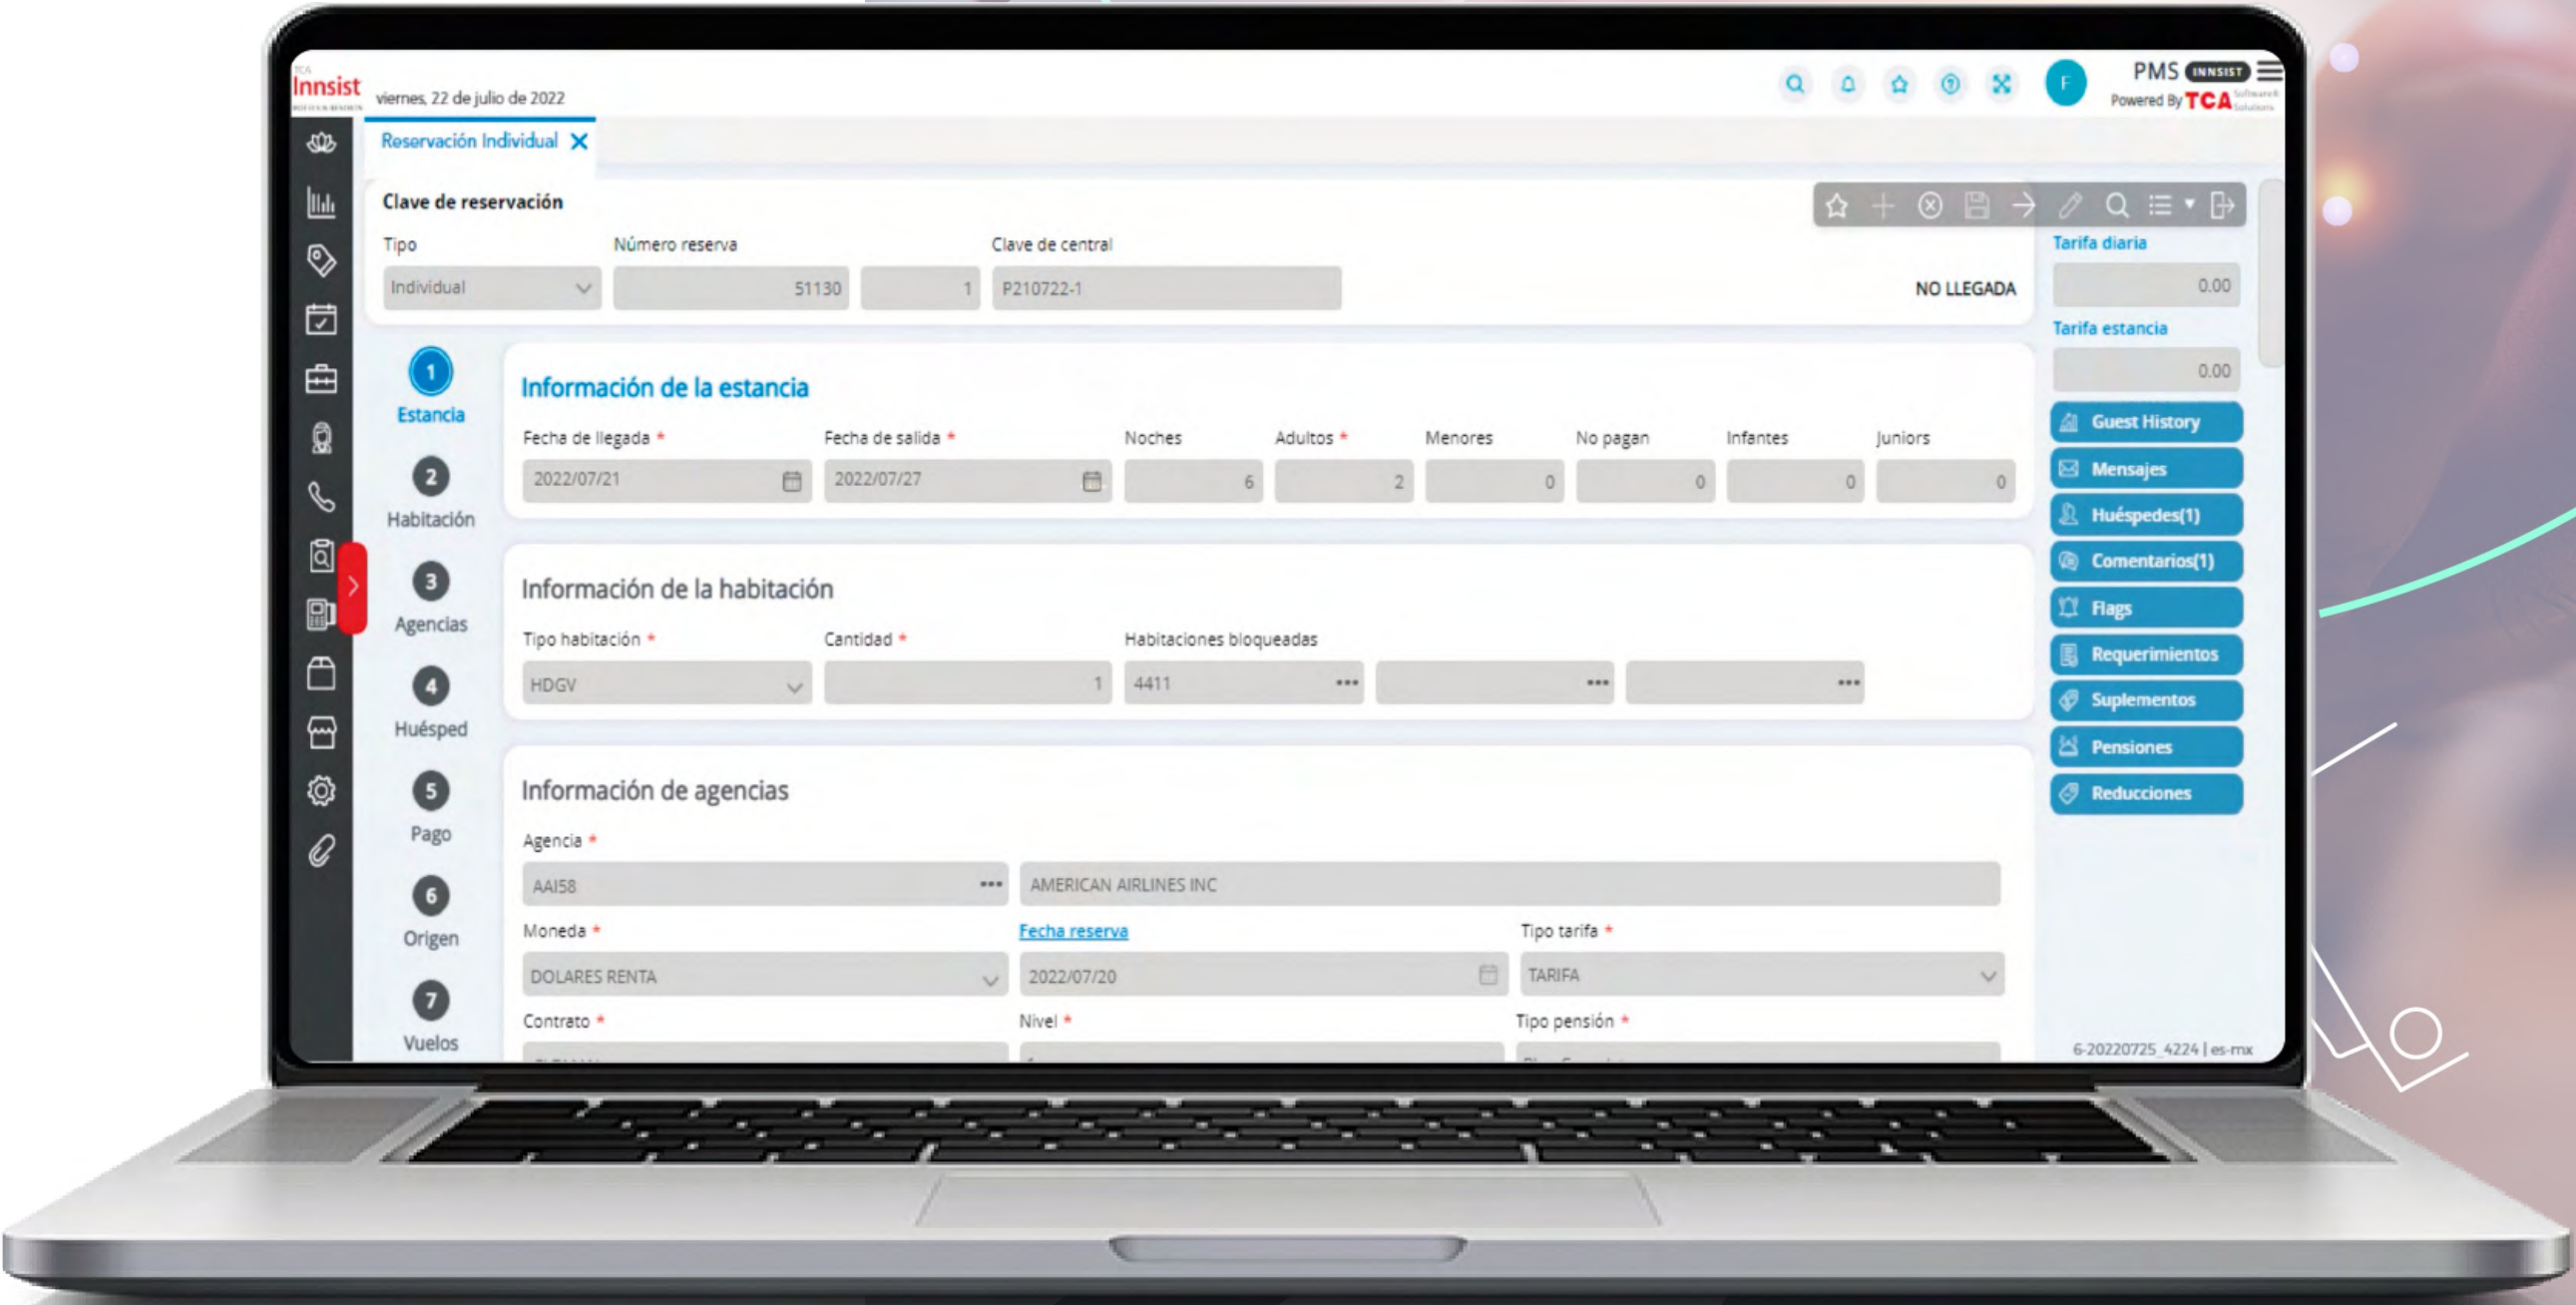 TCA
Innsist
viernes, 22 de julio de 2022
F
PMS INNSIST
Powered By TCA Software & Solutions
Reservación Individual
Clave de reservación
Tipo Número reserva Clave de central
Individual 51130 1 P210722-1
NO LLEGADA
Tarifa diaria
0.00
Tarifa estancia
0.00
1
Estancia
2
Habitación
3
Agencias
4
Huésped
5
Pago
6
Origen
7
Vuelos
Información de la estancia
Fecha de llegada * Fecha de salida * Noches Adultos * Menores No pagan Infantes Juniors
2022/07/21 2022/07/27 6 2 0 0 0 0
Información de la habitación
Tipo habitación * Cantidad * Habitaciones bloqueadas
HDGV 1 4411 ••• ••• •••
Información de agencias
Agencia *
AAI58 ••• AMERICAN AIRLINES INC
Moneda * Fecha reserva Tipo tarifa *
DOLARES RENTA 2022/07/20 TARIFA
Contrato * Nivel * Tipo pensión *
Guest History
Mensajes
Huéspedes(1)
Comentarios(1)
Flags
Requerimientos
Suplementos
Pensiones
Reducciones
6-20220725_4224 | es-mx